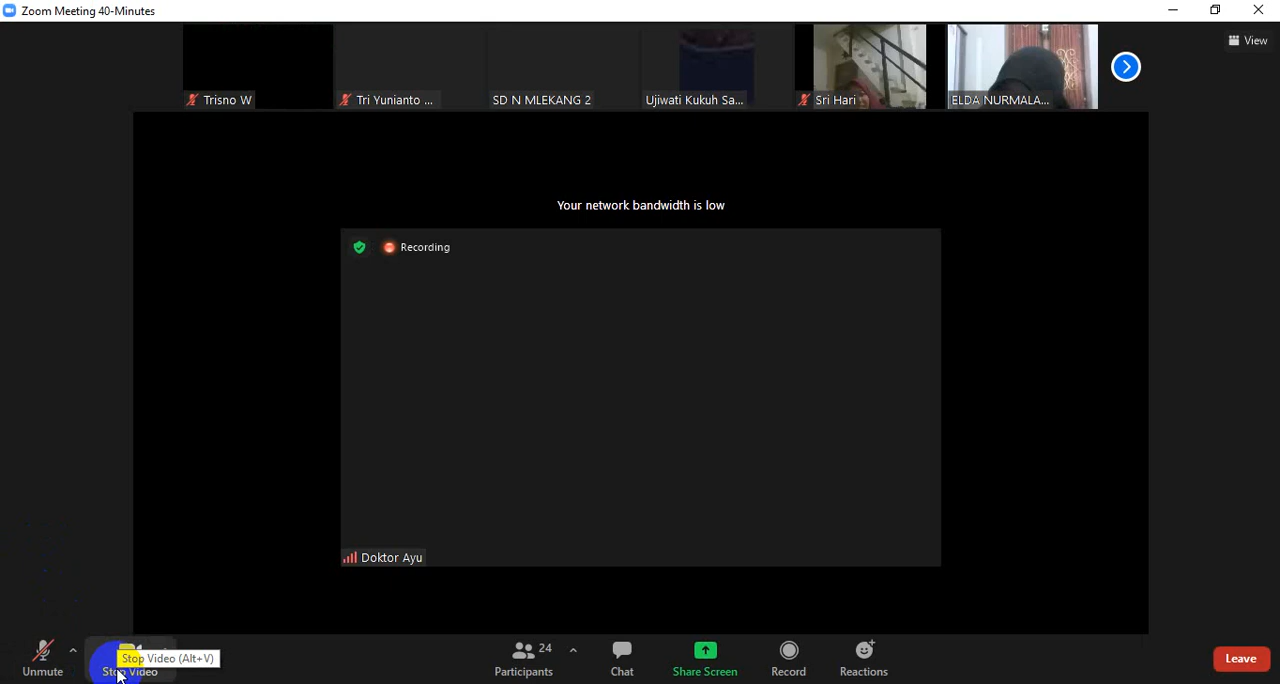 Zoom Meeting 40-Minutes
View
Trisno W
Tri Yunianto ...
SD N MLEKANG 2
Ujiwati Kukuh Sa...
Sri Hari
ELDA NURMALA...
Your network bandwidth is low
Recording
Doktor Ayu
Stop Video (Alt+V)
Unmute
Stop Video
24
Participants
Chat
Share Screen
Record
Reactions
Leave